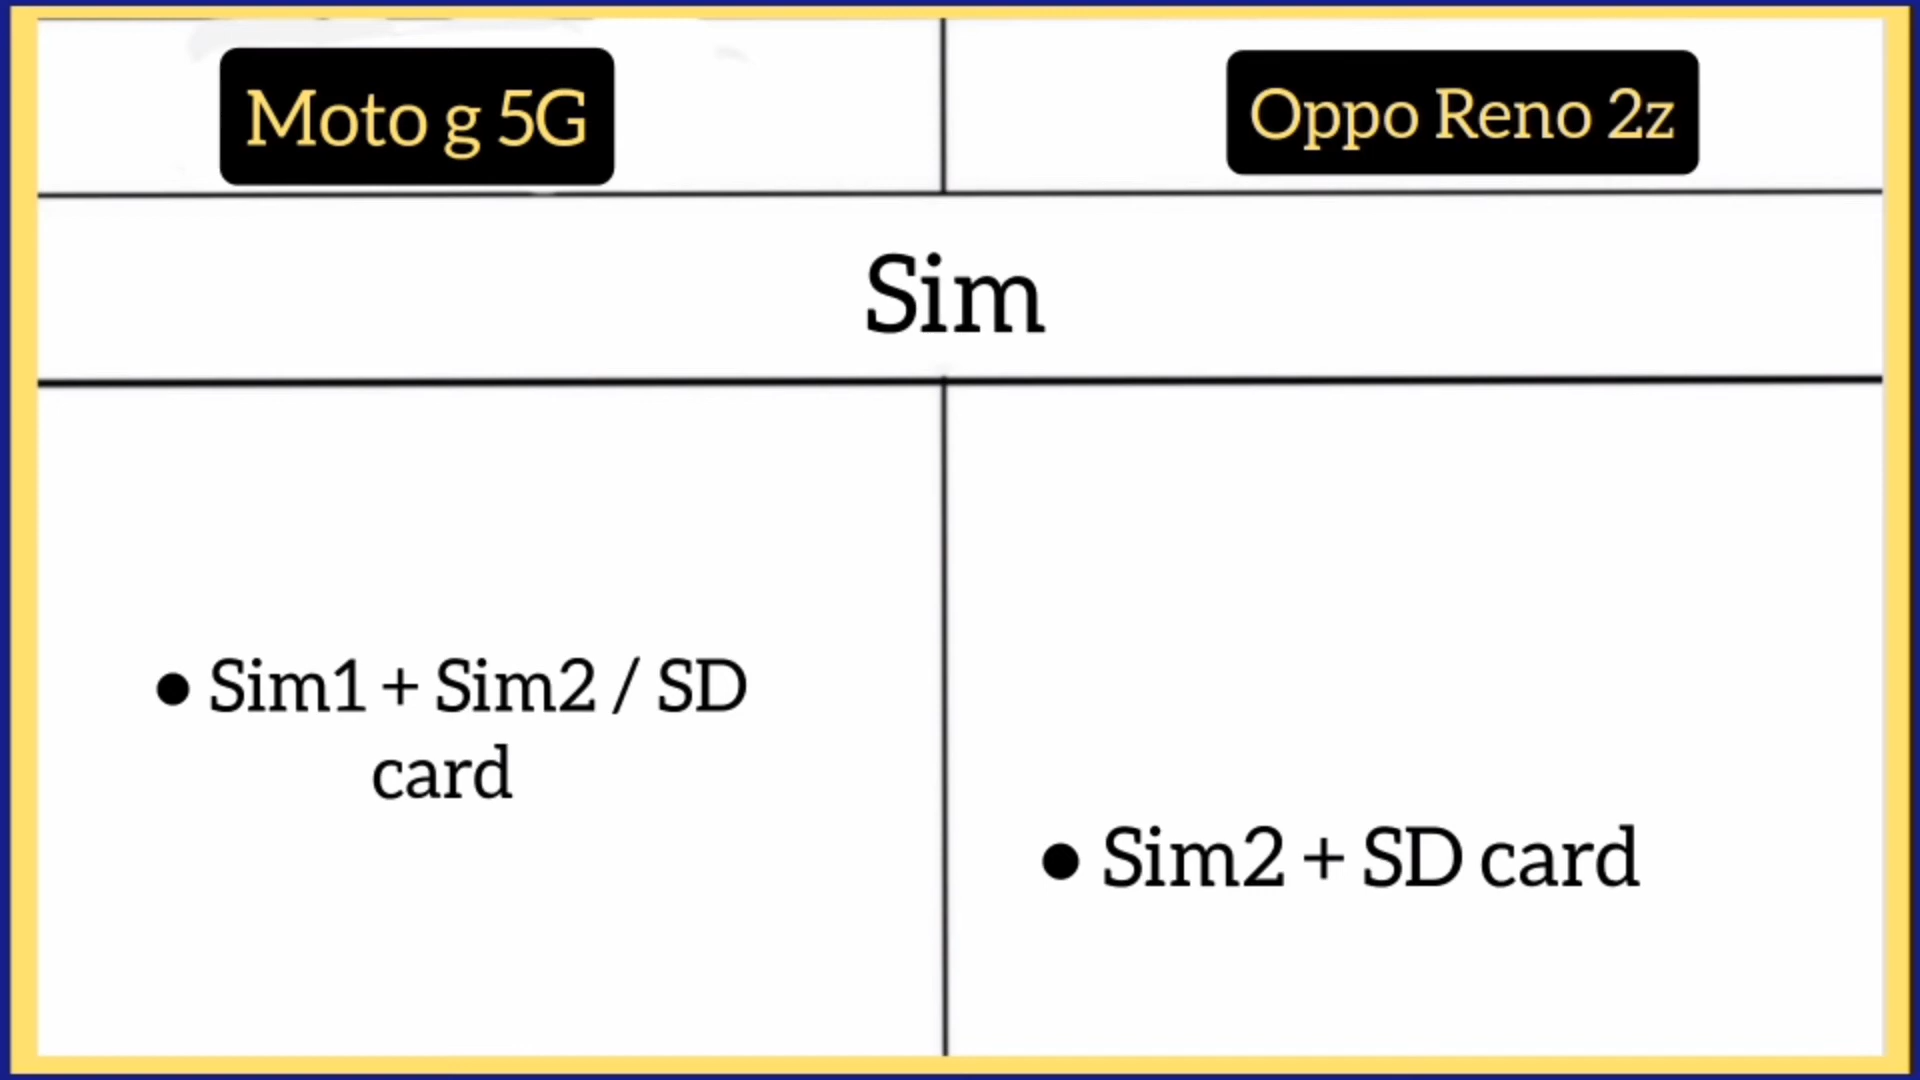 Moto g 5G
Oppo Reno 2z
Sim
● Sim1 + Sim2 / SD
card
● Sim2 + SD card